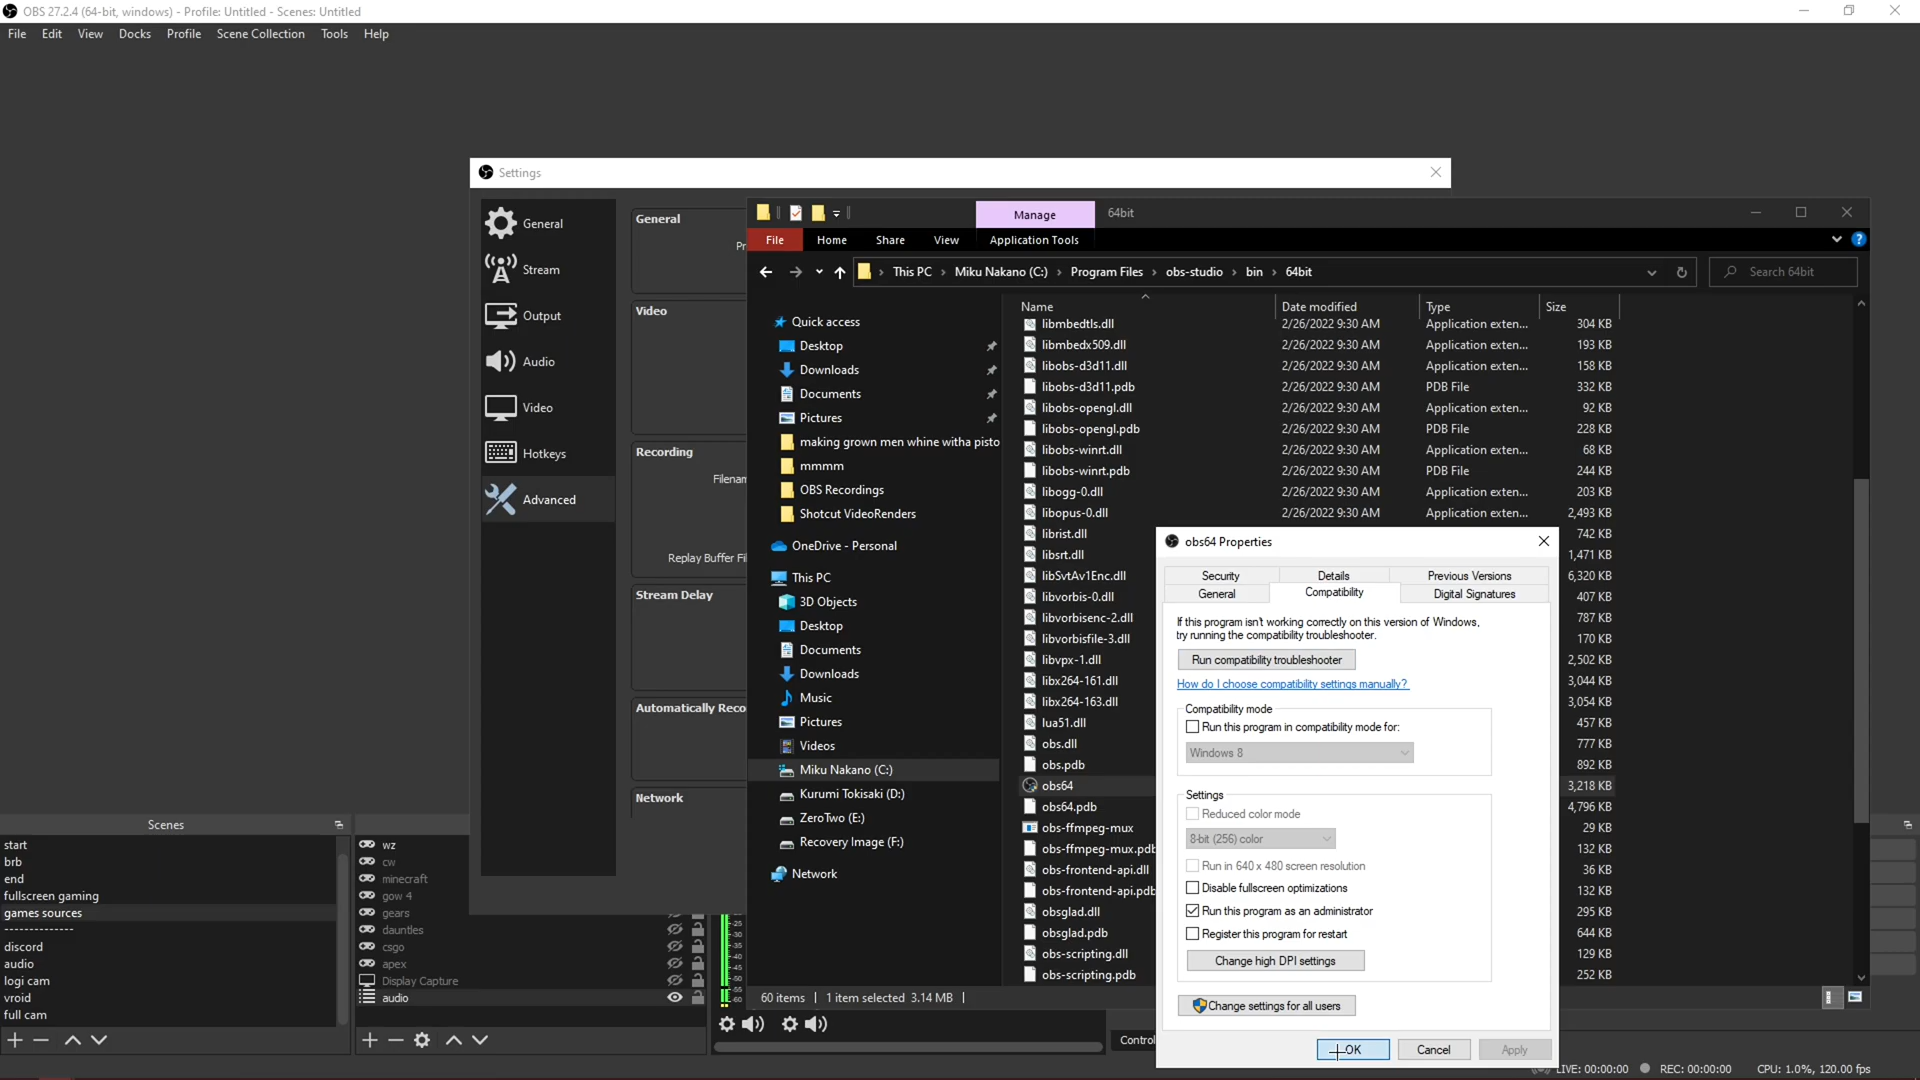 OBS 27.2.4 (64-bit, windows) - Profile: Untitled - Scenes: Untitled
File Edit View Docks Profile Scene Collection Tools Help
Settings
General
Stream
Output
Audio
Video
Hotkeys
Advanced
General
Video
Recording
Filenam
Replay Buffer Fi
Stream Delay
Automatically Reco
Network
Manage 64bit
File Home Share View Application Tools
This PC Miku Nakano (C:) Program Files obs-studio bin 64bit
Search 64bit
Quick access
Desktop
Downloads
Documents
Pictures
making grown men whine witha pisto
mmmm
OBS Recordings
Shotcut VideoRenders
OneDrive - Personal
This PC
3D Objects
Desktop
Documents
Downloads
Music
Pictures
Videos
Miku Nakano (C:)
Kurumi Tokisaki (D:)
ZeroTwo (E:)
Recovery Image (F:)
Network
Name Date modified Type Size
libmbedtls.dll 2/26/2022 9:30 AM Application exten... 304 KB
libmbedx509.dll 2/26/2022 9:30 AM Application exten... 193 KB
libobs-d3d11.dll 2/26/2022 9:30 AM Application exten... 158 KB
libobs-d3d11.pdb 2/26/2022 9:30 AM PDB File 332 KB
libobs-opengl.dll 2/26/2022 9:30 AM Application exten... 92 KB
libobs-opengl.pdb 2/26/2022 9:30 AM PDB File 228 KB
libobs-winrt.dll 2/26/2022 9:30 AM Application exten... 68 KB
libobs-winrt.pdb 2/26/2022 9:30 AM PDB File 244 KB
libogg-0.dll 2/26/2022 9:30 AM Application exten... 203 KB
libopus-0.dll 2/26/2022 9:30 AM Application exten... 2,493 KB
librist.dll 742 KB
libsrt.dll 1,471 KB
libSvtAv1Enc.dll 6,320 KB
libvorbis-0.dll 407 KB
libvorbisenc-2.dll 787 KB
libvorbisfile-3.dll 170 KB
libvpx-1.dll 2,502 KB
libx264-161.dll 3,044 KB
libx264-163.dll 3,054 KB
lua51.dll 457 KB
obs.dll 777 KB
obs.pdb 892 KB
obs64 3,218 KB
obs64.pdb 4,796 KB
obs-ffmpeg-mux 29 KB
obs-ffmpeg-mux.pdb 132 KB
obs-frontend-api.dll 36 KB
obs-frontend-api.pdb 132 KB
obsglad.dll 295 KB
obsglad.pdb 644 KB
obs-scripting.dll 129 KB
obs-scripting.pdb 252 KB
60 items 1 item selected 3.14 MB
obs64 Properties
Security Details Previous Versions
General Compatibility Digital Signatures
If this program isn't working correctly on this version of Windows,
try running the compatibility troubleshooter.
Run compatibility troubleshooter
How do I choose compatibility settings manually?
Compatibility mode
Run this program in compatibility mode for:
Windows 8
Settings
Reduced color mode
8-bit (256) color
Run in 640 x 480 screen resolution
Disable fullscreen optimizations
Run this program as an administrator
Register this program for restart
Change high DPI settings
Change settings for all users
OK Cancel Apply
Scenes
start
brb
end
fullscreen gaming
games sources
---------------
discord
audio
logi cam
vroid
full cam
wz
cw
minecraft
gow 4
gears
dauntles
csgo
apex
Display Capture
audio
-25
-30
-35
-40
-45
-50
-55
-60
Control
LIVE: 00:00:00 REC: 00:00:00 CPU: 1.0%, 120.00 fps